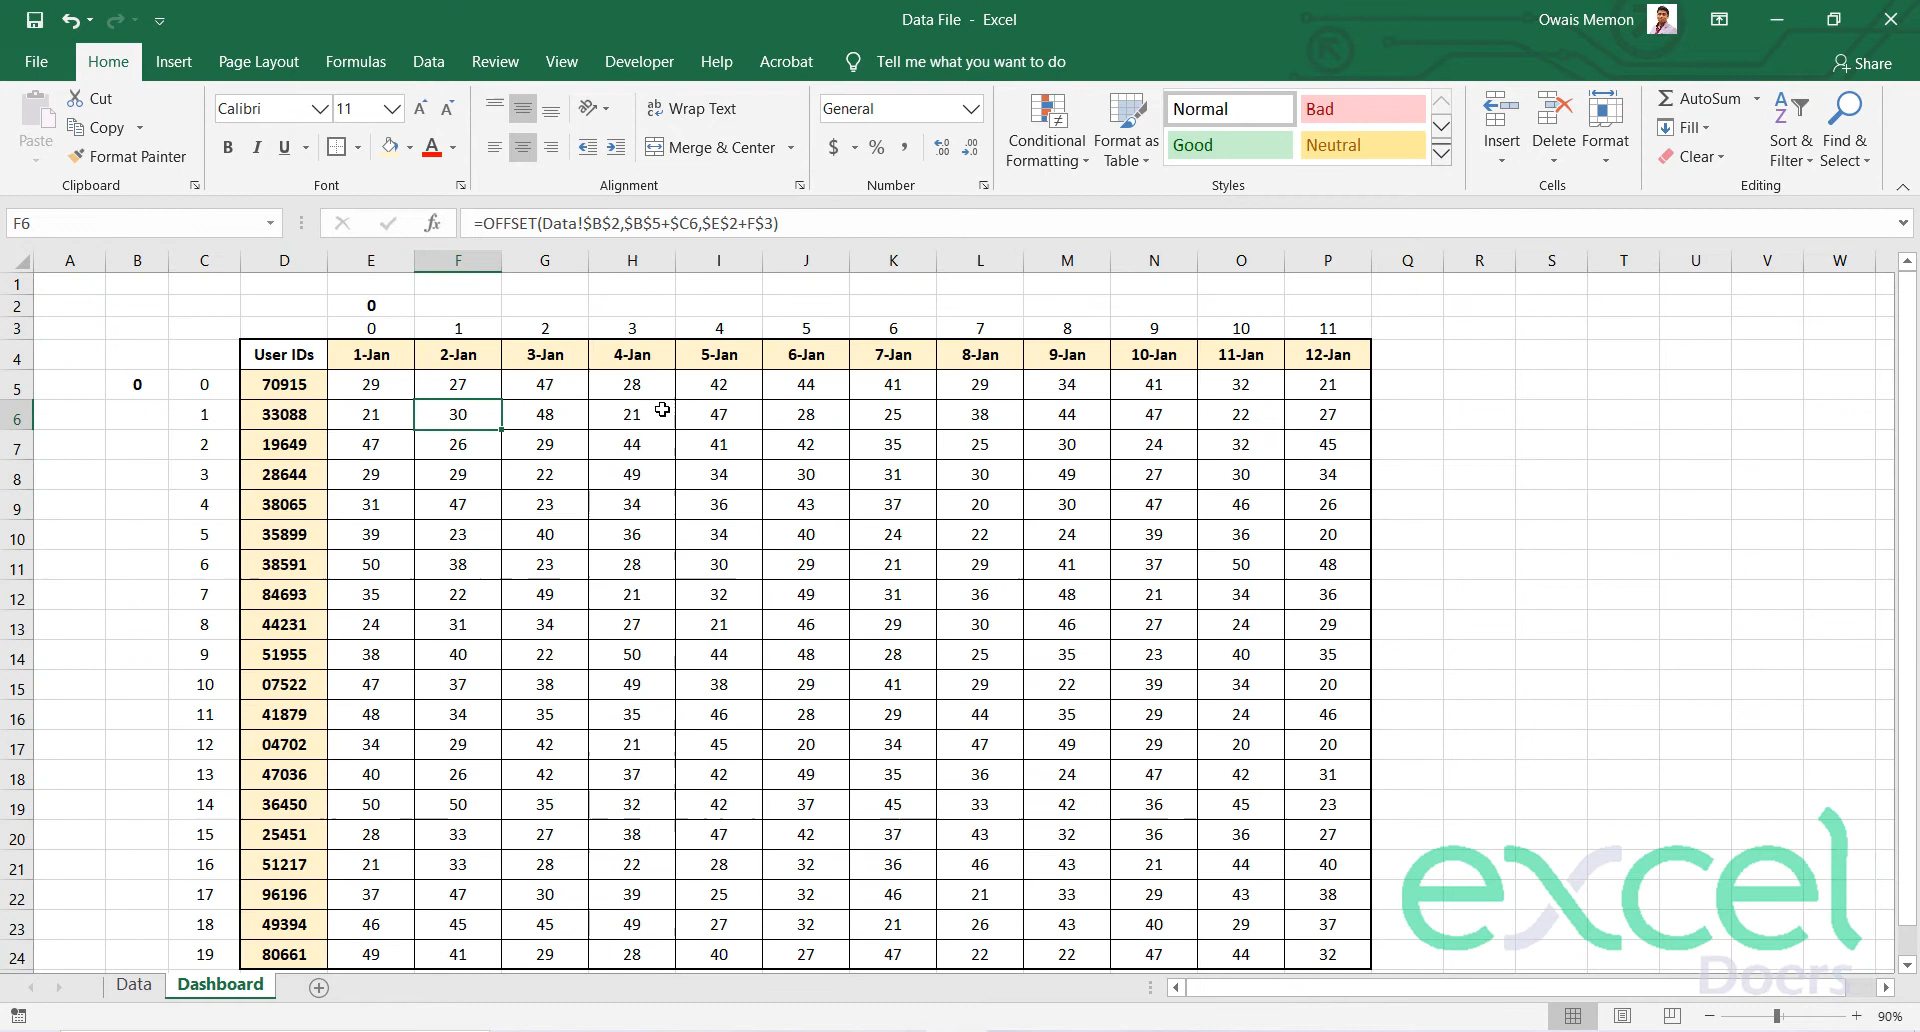 Data File - Excel
Owais Memon
File Home Insert Page Layout Formulas Data Review View Developer Help Acrobat Tell me what you want to do
Share
Paste
Cut
Copy
Format Painter
Clipboard
Calibri 11
B I U
Font
Wrap Text
Merge & Center
Alignment
General
$ % ,
Number
Conditional Formatting
Format as Table
Normal Bad
Good Neutral
Styles
Insert Delete Format
Cells
AutoSum
Fill
Clear
Sort & Filter
Find & Select
Editing
F6 fx =OFFSET(Data!$B$2,$B$5+$C6,$E$2+F$3)
A B C D E F G H I J K L M N O P Q R S T U V W
1
2 0
3 0 1 2 3 4 5 6 7 8 9 10 11
4 User IDs 1-Jan 2-Jan 3-Jan 4-Jan 5-Jan 6-Jan 7-Jan 8-Jan 9-Jan 10-Jan 11-Jan 12-Jan
5 0 0 70915 29 27 47 28 42 44 41 29 34 41 32 21
6 1 33088 21 30 48 21 47 28 25 38 44 47 22 27
7 2 19649 47 26 29 44 41 42 35 25 30 24 32 45
8 3 28644 29 29 22 49 34 30 31 30 49 27 30 34
9 4 38065 31 47 23 34 36 43 37 20 30 47 46 26
10 5 35899 39 23 40 36 34 40 24 22 24 39 36 20
11 6 38591 50 38 23 28 30 29 21 29 41 37 50 48
12 7 84693 35 22 49 21 32 49 31 36 48 21 34 36
13 8 44231 24 31 34 27 21 46 29 30 46 27 24 29
14 9 51955 38 40 22 50 44 48 28 25 35 23 40 35
15 10 07522 47 37 38 49 38 29 41 29 22 39 34 20
16 11 41879 48 34 35 35 46 28 29 44 35 29 24 46
17 12 04702 34 29 42 21 45 20 34 47 49 29 20 20
18 13 47036 40 26 42 37 42 49 35 36 24 47 42 31
19 14 36450 50 50 35 32 42 37 45 33 42 36 45 23
20 15 25451 28 33 27 38 47 42 37 43 32 36 36 27
21 16 51217 21 33 28 22 28 32 36 46 43 21 44 40
22 17 96196 37 47 30 39 25 32 46 21 33 29 43 38
23 18 49394 46 45 45 49 27 32 21 26 43 40 29 37
24 19 80661 49 41 29 28 40 27 47 22 22 47 44 32
excel
Doers
Data Dashboard
90%